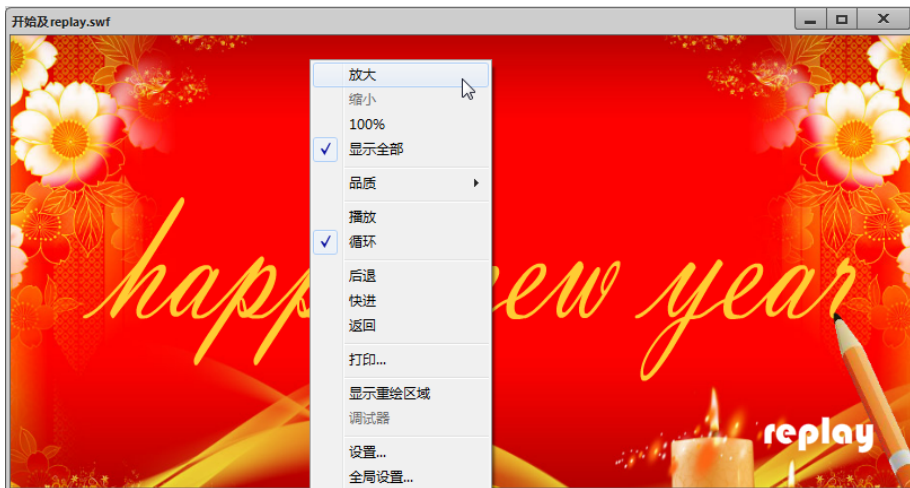 开始及replay.swf
放大
缩小
100%
显示全部
品质
播放
循环
后退
快进
返回
打印...
显示重绘区域
调试器
设置...
全局设置...
happ ew year
replay